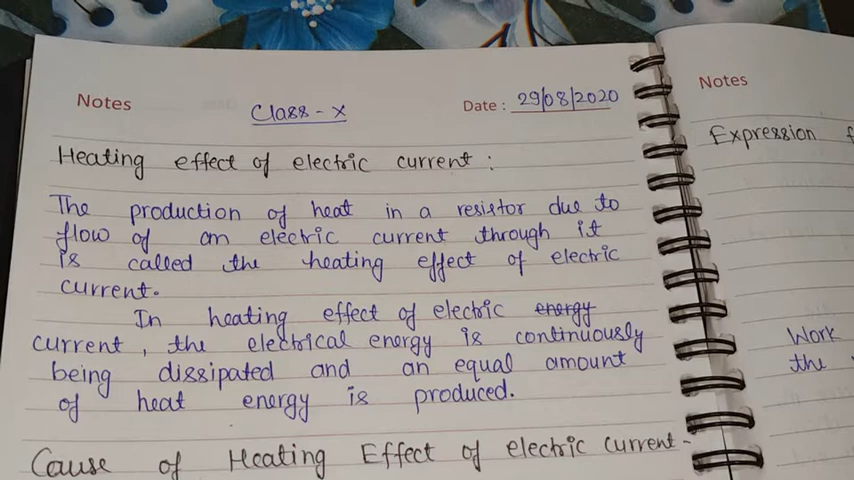 Notes
Class - X
Date : 29/08/2020
Heating effect of electric current :
The production of heat in a resistor due to
flow of an electric current through it
is called the heating effect of electric
current.
In heating effect of electric energy
current, the electrical energy is continuously
being dissipated and an equal amount
of heat energy is produced.
Cause of Heating Effect of electric current-
Notes
Expression
Work
the